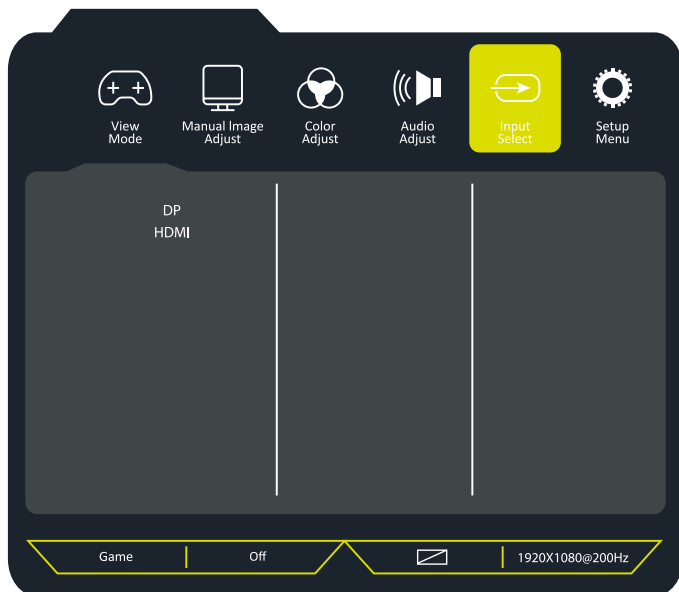 View
Mode
Manual Image
Adjust
Color
Adjust
Audio
Adjust
Input
Select
Setup
Menu
DP
HDMI
Game
Off
1920X1080@200Hz